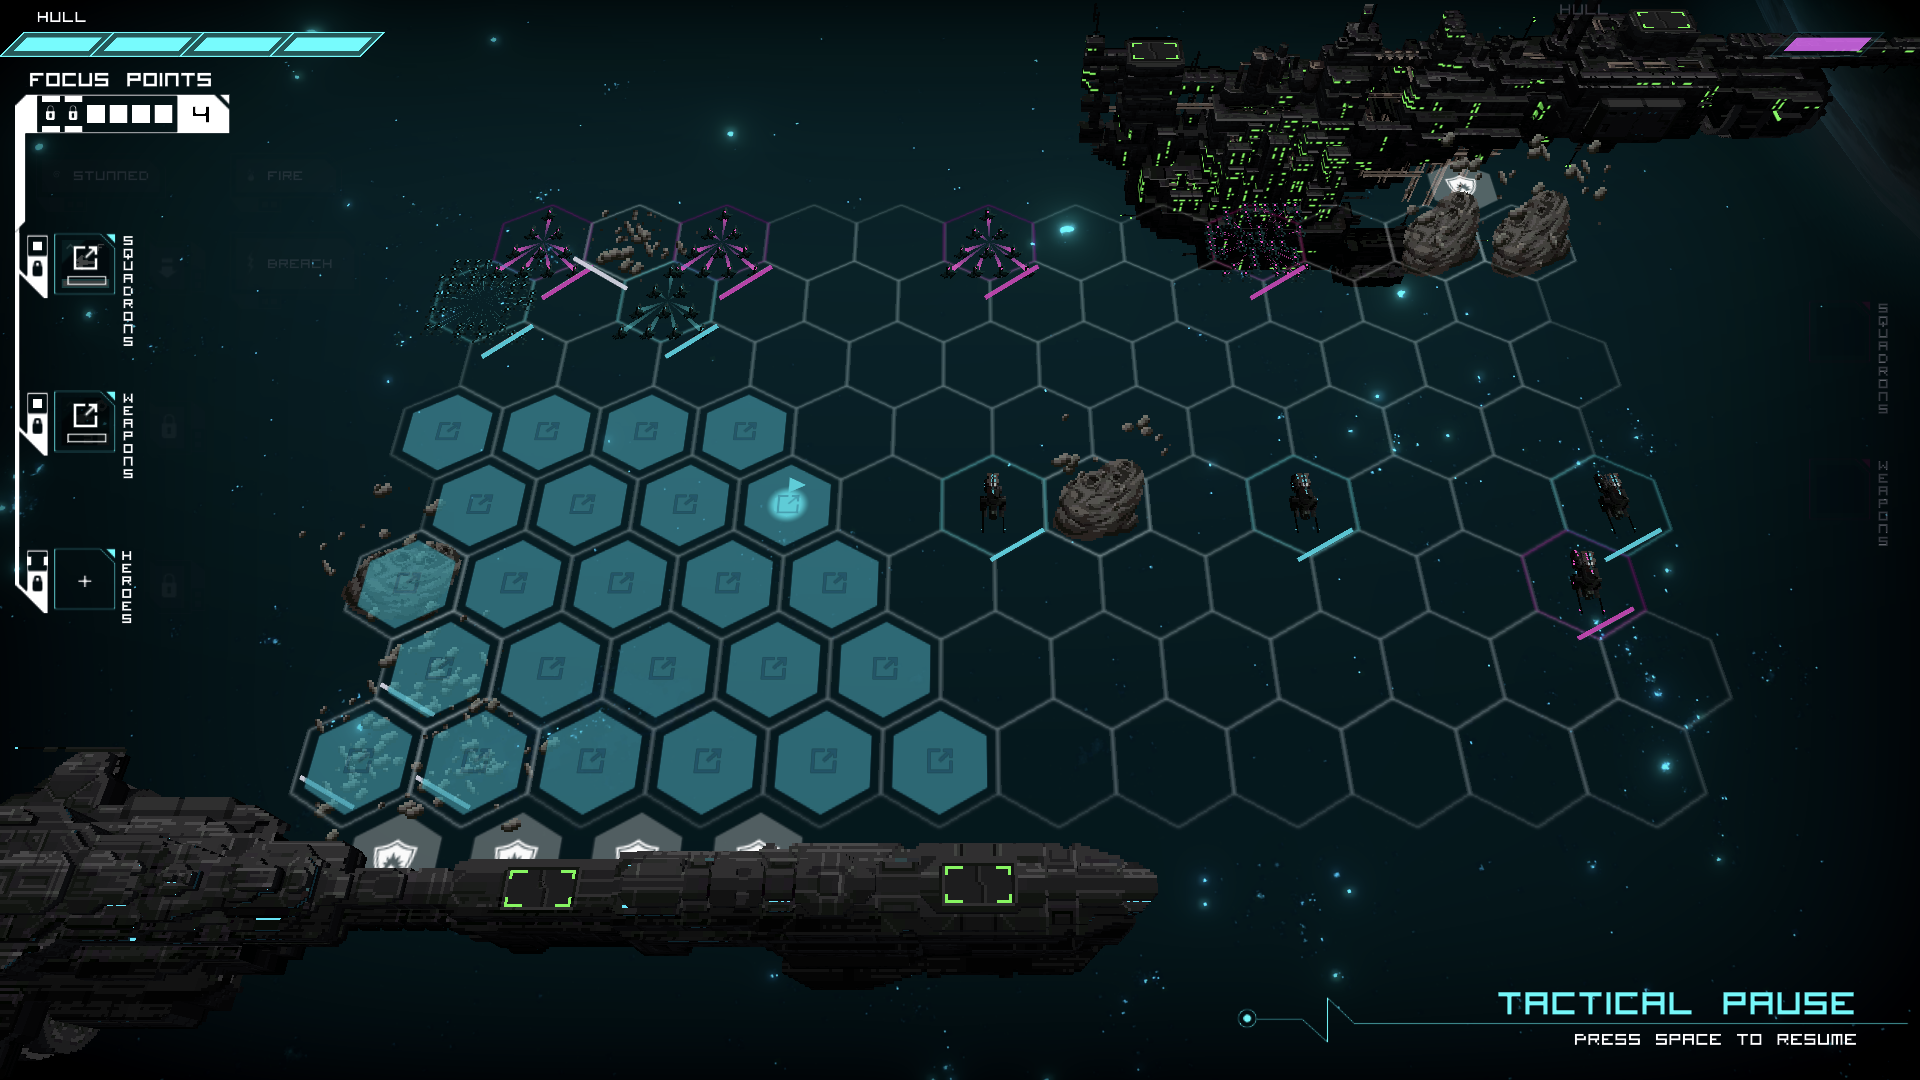 HULL
HULL
FOCUS POINTS
4
STUNNED
FIRE
BREACH
SQUADRONS
WEAPONS
HEROES
SQUADRONS
WEAPONS
TACTICAL PAUSE
PRESS SPACE TO RESUME